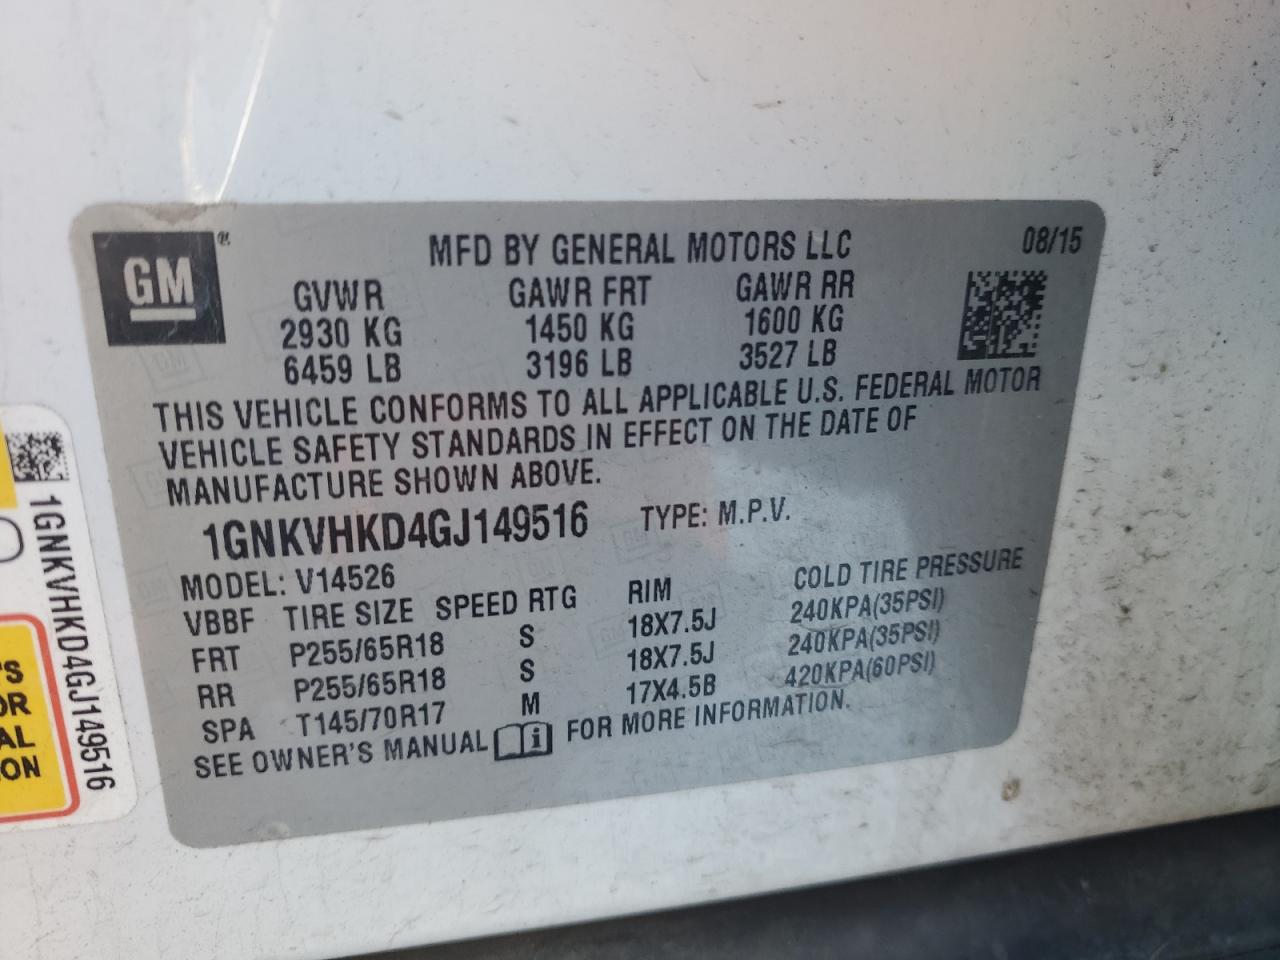 GM
MFD BY GENERAL MOTORS LLC 08/15
GVWR GAWR FRT GAWR RR
2930 KG 1450 KG 1600 KG
6459 LB 3196 LB 3527 LB
THIS VEHICLE CONFORMS TO ALL APPLICABLE U.S. FEDERAL MOTOR
VEHICLE SAFETY STANDARDS IN EFFECT ON THE DATE OF
MANUFACTURE SHOWN ABOVE.
1GNKVHKD4GJ149516 TYPE: M.P.V.
MODEL: V14526
VBBF TIRE SIZE SPEED RTG RIM COLD TIRE PRESSURE
FRT P255/65R18 S 18X7.5J 240KPA(35PSI)
RR P255/65R18 S 18X7.5J 240KPA(35PSI)
SPA T145/70R17 M 17X4.5B 420KPA(60PSI)
SEE OWNER'S MANUAL i FOR MORE INFORMATION.
1GNKVHKD4GJ149516
'S
OR
AL
ON